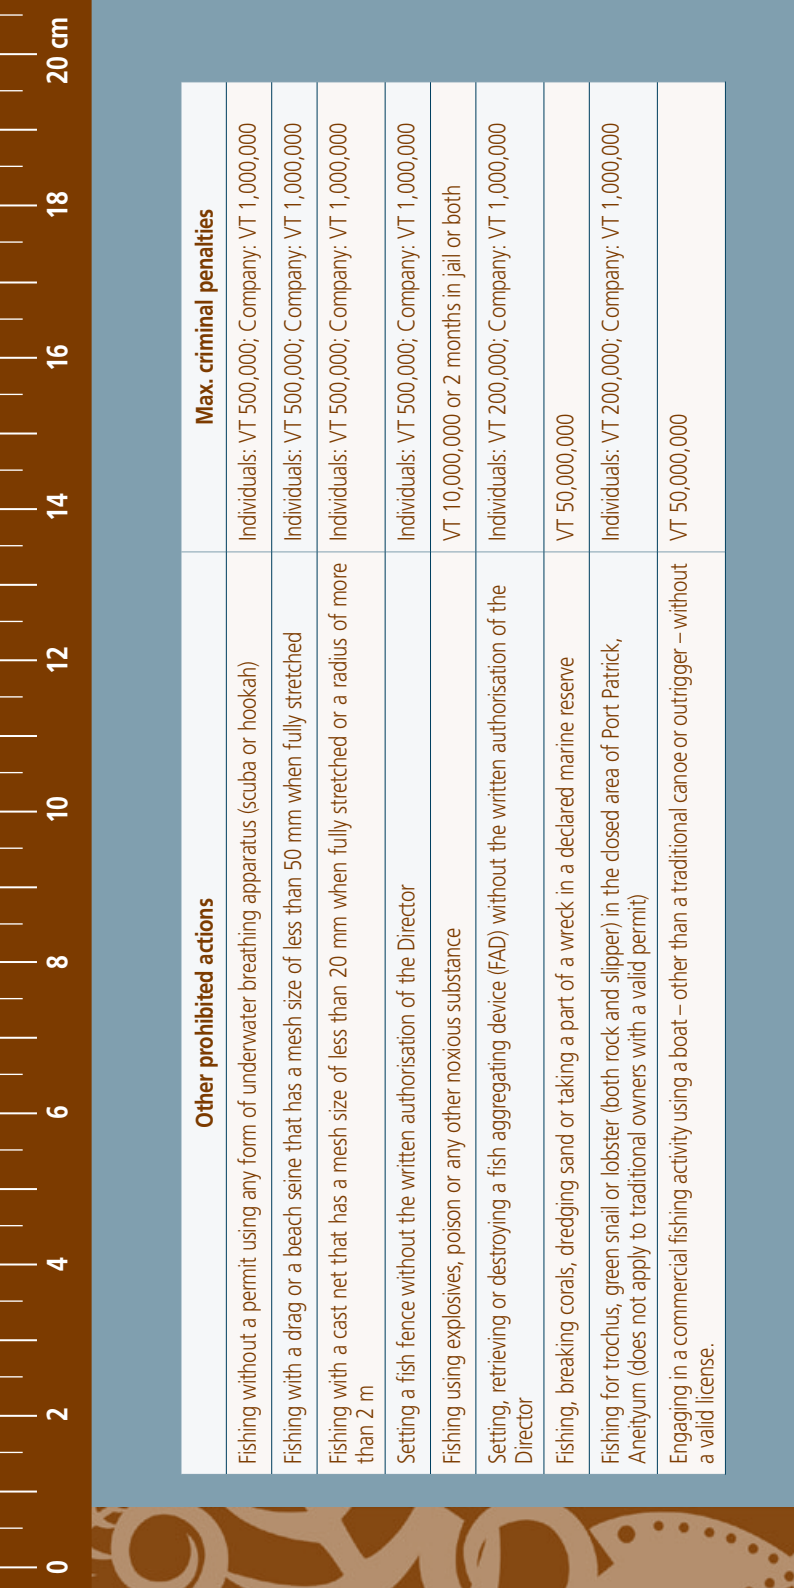 Other prohibited actions
Max. criminal penalties
Fishing without a permit using any form of underwater breathing apparatus (scuba or hookah)
Individuals: VT 500,000; Company: VT 1,000,000
Fishing with a drag or a beach seine that has a mesh size of less than 50 mm when fully stretched
Individuals: VT 500,000; Company: VT 1,000,000
Fishing with a cast net that has a mesh size of less than 20 mm when fully stretched or a radius of more
than 2 m
Individuals: VT 500,000; Company: VT 1,000,000
Setting a fish fence without the written authorisation of the Director
Individuals: VT 500,000; Company: VT 1,000,000
Fishing using explosives, poison or any other noxious substance
VT 10,000,000 or 2 months in jail or both
Setting, retrieving or destroying a fish aggregating device (FAD) without the written authorisation of the
Director
Individuals: VT 200,000; Company: VT 1,000,000
Fishing, breaking corals, dredging sand or taking a part of a wreck in a declared marine reserve
VT 50,000,000
Fishing for trochus, green snail or lobster (both rock and slipper) in the closed area of Port Patrick,
Aneityum (does not apply to traditional owners with a valid permit)
Individuals: VT 200,000; Company: VT 1,000,000
Engaging in a commercial fishing activity using a boat – other than a traditional canoe or outrigger – without
a valid license.
VT 50,000,000
0
2
4
6
8
10
12
14
16
18
20 cm